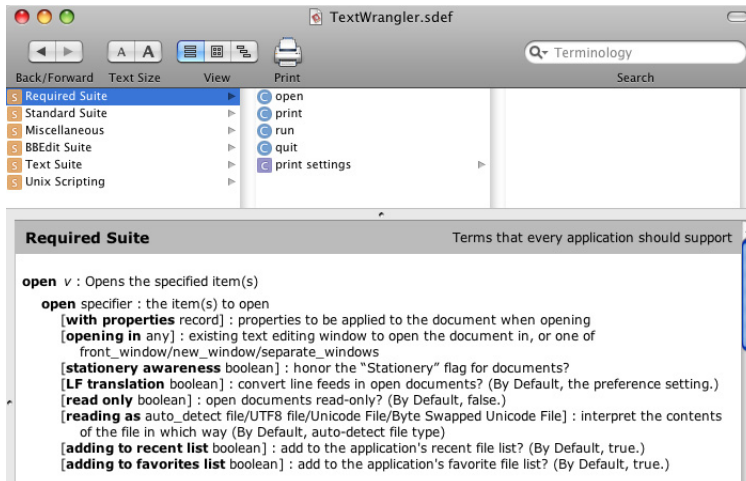 TextWrangler.sdef
A A
Q- Terminology
Back/Forward Text Size View Print Search
S Required Suite
S Standard Suite
S Miscellaneous
S BBEdit Suite
S Text Suite
S Unix Scripting
C open
C print
C run
C quit
C print settings
Required Suite Terms that every application should support
open v : Opens the specified item(s)
open specifier : the item(s) to open
[with properties record] : properties to be applied to the document when opening
[opening in any] : existing text editing window to open the document in, or one of
front_window/new_window/separate_windows
[stationery awareness boolean] : honor the “Stationery” flag for documents?
[LF translation boolean] : convert line feeds in open documents? (By Default, the preference setting.)
[read only boolean] : open documents read-only? (By Default, false.)
[reading as auto_detect file/UTF8 file/Unicode File/Byte Swapped Unicode File] : interpret the contents
of the file in which way (By Default, auto-detect file type)
[adding to recent list boolean] : add to the application's recent file list? (By Default, true.)
[adding to favorites list boolean] : add to the application's favorite file list? (By Default, true.)